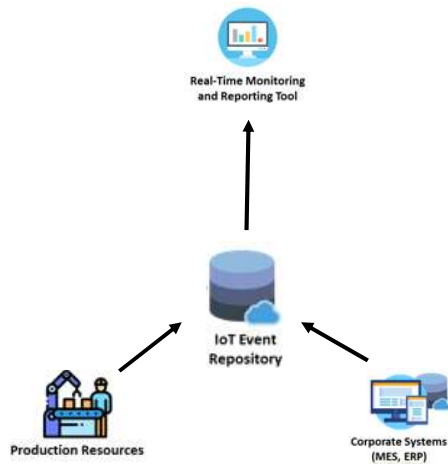 Real-Time Monitoring
and Reporting Tool
IoT Event
Repository
Production Resources
Corporate Systems
(MES, ERP)